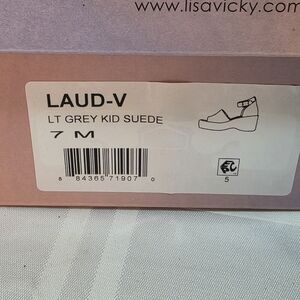 www.lisavicky.com
LAUD-V
LT GREY KID SUEDE
7 M
8 84365 71907 0
5